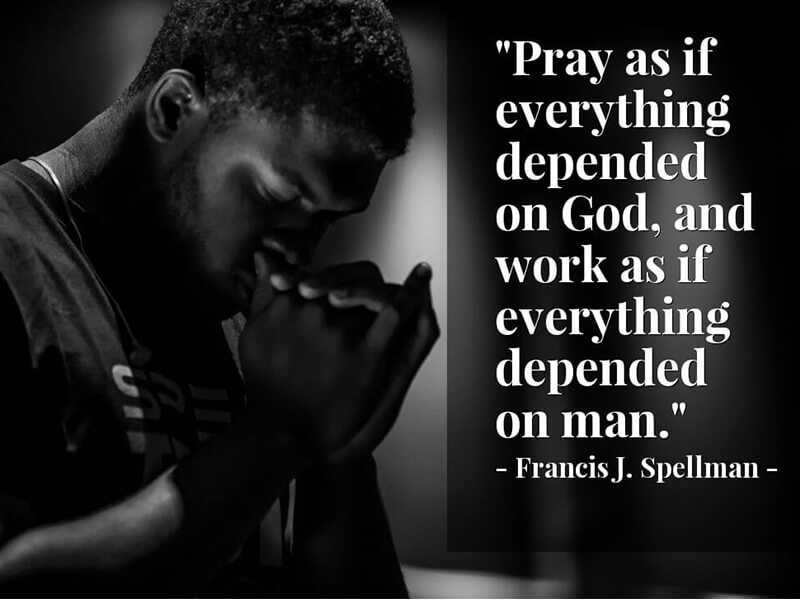 "Pray as if
everything
depended
on God, and
work as if
everything
depended
on man."
- Francis J. Spellman -